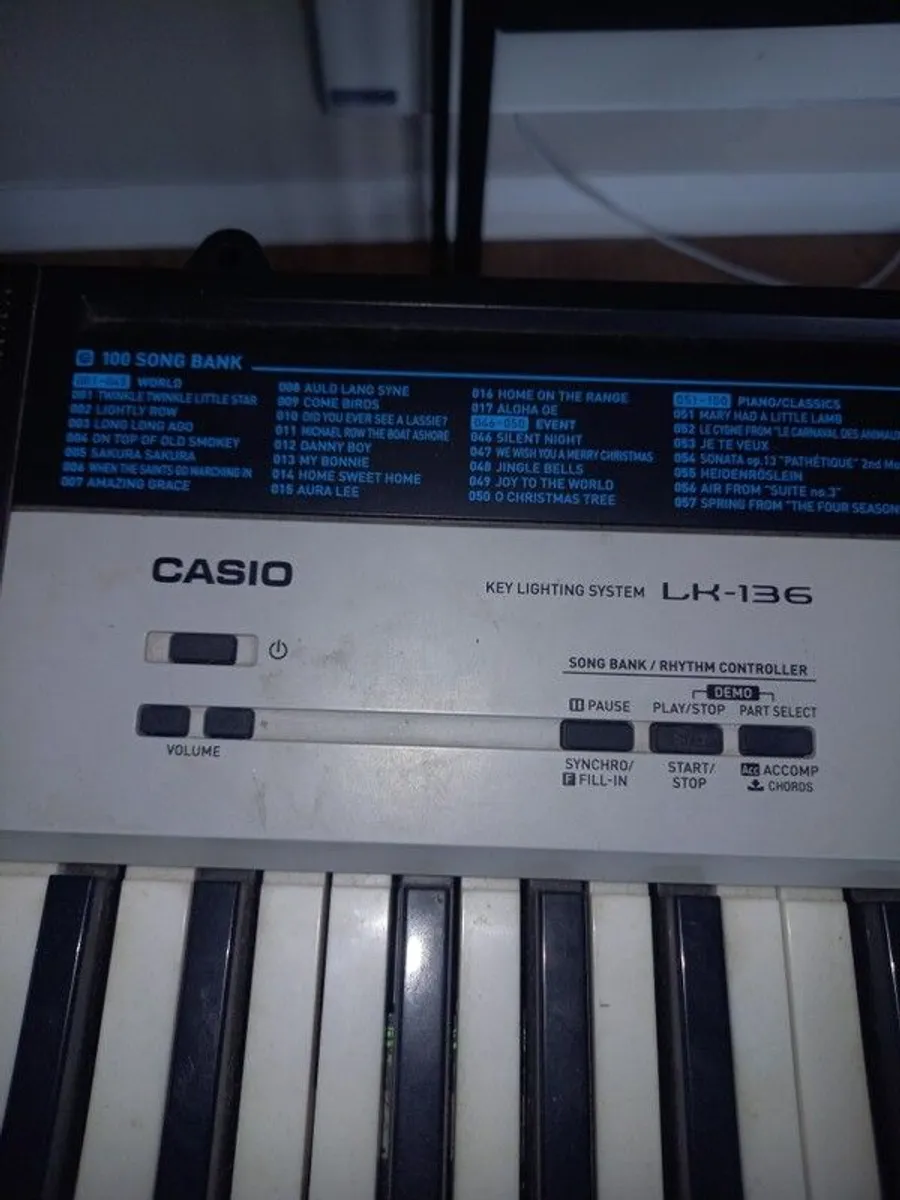 100 SONG BANK
001-045 WORLD
001 TWINKLE TWINKLE LITTLE STAR
002 LIGHTLY ROW
003 LONG LONG AGO
004 ON TOP OF OLD SMOKEY
005 SAKURA SAKURA
006 WHEN THE SAINTS GO MARCHING IN
007 AMAZING GRACE
008 AULD LANG SYNE
009 COME BIRDS
010 DID YOU EVER SEE A LASSIE?
011 MICHAEL ROW THE BOAT ASHORE
012 DANNY BOY
013 MY BONNIE
014 HOME SWEET HOME
015 AURA LEE
016 HOME ON THE RANGE
017 ALOHA OE
046-050 EVENT
046 SILENT NIGHT
047 WE WISH YOU A MERRY CHRISTMAS
048 JINGLE BELLS
049 JOY TO THE WORLD
050 O CHRISTMAS TREE
051-100 PIANO/CLASSICS
051 MARY HAD A LITTLE LAMB
052 LE CYGNE FROM "LE CARNAVAL DES ANIMAU
053 JE TE VEUX
054 SONATA op.13 "PATHÉTIQUE" 2nd Mo
055 HEIDENRÖSLEIN
056 AIR FROM "SUITE no.3"
057 SPRING FROM "THE FOUR SEASON
CASIO
KEY LIGHTING SYSTEM LK-136
SONG BANK / RHYTHM CONTROLLER
DEMO
PAUSE PLAY/STOP PART SELECT
VOLUME
SYNCHRO/
F FILL-IN
START/
STOP
Acc ACCOMP
CHORDS